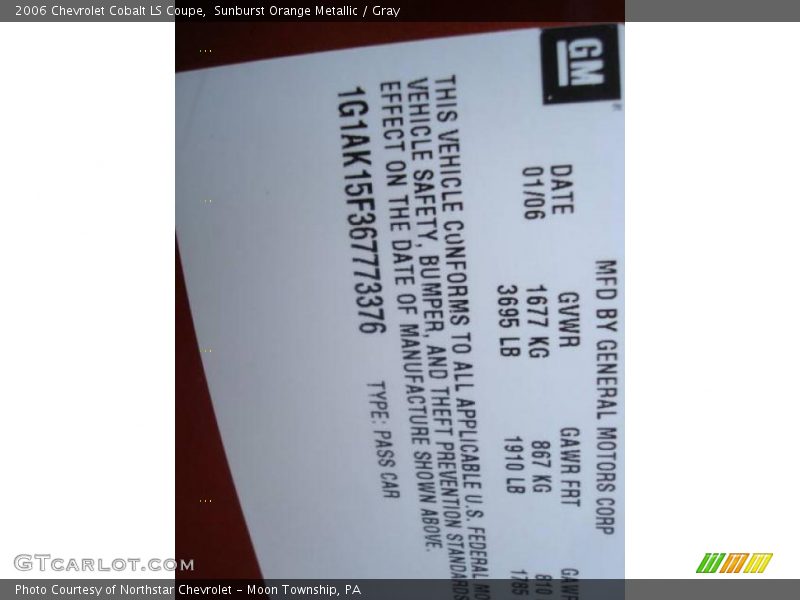 2006 Chevrolet Cobalt LS Coupe,  Sunburst Orange Metallic / Gray
GM
MFD BY GENERAL MOTORS CORP
DATE GVWR GAWR FRT
01/06 1677 KG 867 KG 810
3695 LB 1910 LB 1785
THIS VEHICLE CONFORMS TO ALL APPLICABLE U.S. FEDERAL
VEHICLE SAFETY, BUMPER, AND THEFT PREVENTION STANDARDS
EFFECT ON THE DATE OF MANUFACTURE SHOWN ABOVE.
1G1AK15F367773376 TYPE: PASS CAR
GTCARLOT.COM
Photo Courtesy of Northstar Chevrolet - Moon Township, PA